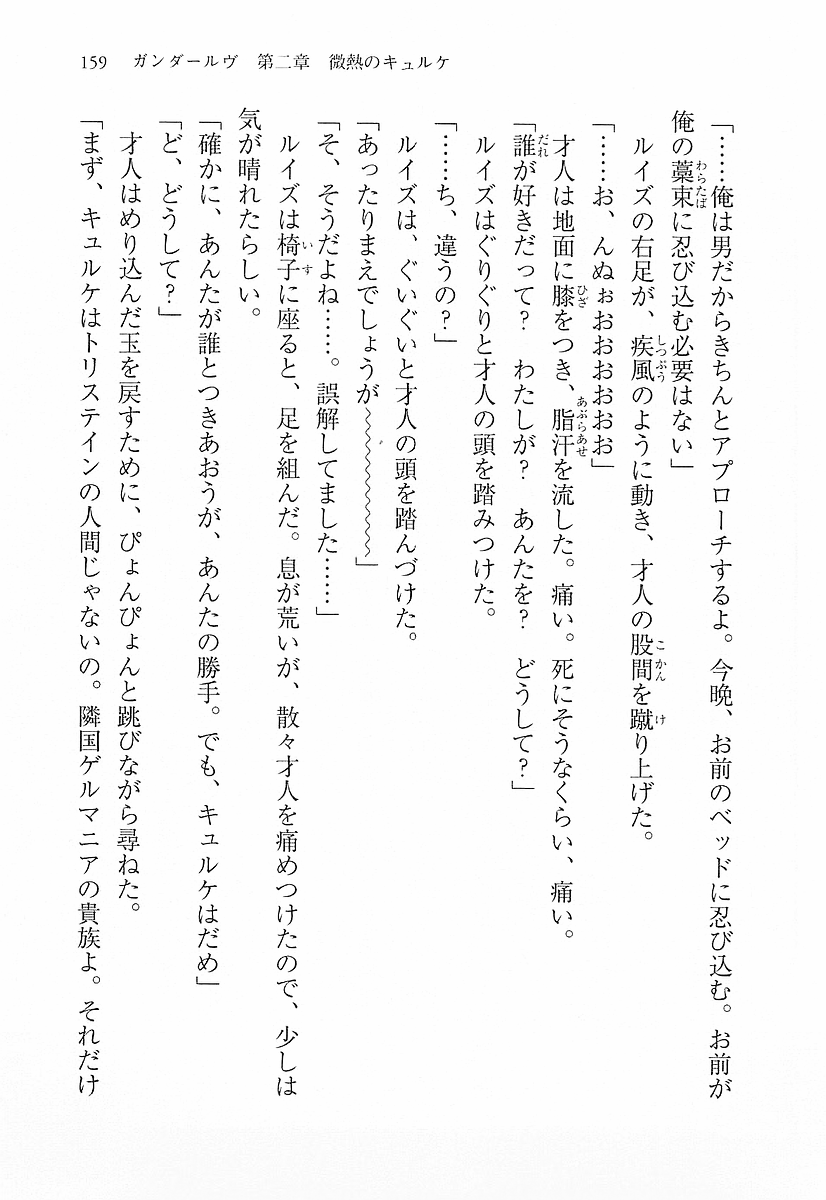 159　ガンダールヴ　第二章　微熱のキュルケ
「……俺は男だからきちんとアプローチするよ。今晩、お前のベッドに忍び込む。お前が
俺の藁束に忍び込む必要はない」
　ルイズの右足が、疾風のように動き、才人の股間を蹴り上げた。
「……お、んぬぉおおおおおお」
　才人は地面に膝をつき、脂汗を流した。痛い。死にそうなくらい、痛い。
「誰が好きだって？　わたしが？　あんたを？　どうして？」
　ルイズはぐりぐりと才人の頭を踏みつけた。
「……ち、違うの？」
　ルイズは、ぐいぐいと才人の頭を踏んづけた。
「あったりまえでしょうが～～～～～～～」
「そ、そうだよね……。誤解してました……」
　ルイズは椅子に座ると、足を組んだ。息が荒いが、散々才人を痛めつけたので、少しは
気が晴れたらしい。
「確かに、あんたが誰とつきあおうが、あんたの勝手。でも、キュルケはだめ」
「ど、どうして？」
　才人はめり込んだ玉を戻すために、ぴょんぴょんと跳びながら尋ねた。
「まず、キュルケはトリステインの人間じゃないの。隣国ゲルマニアの貴族よ。それだけ